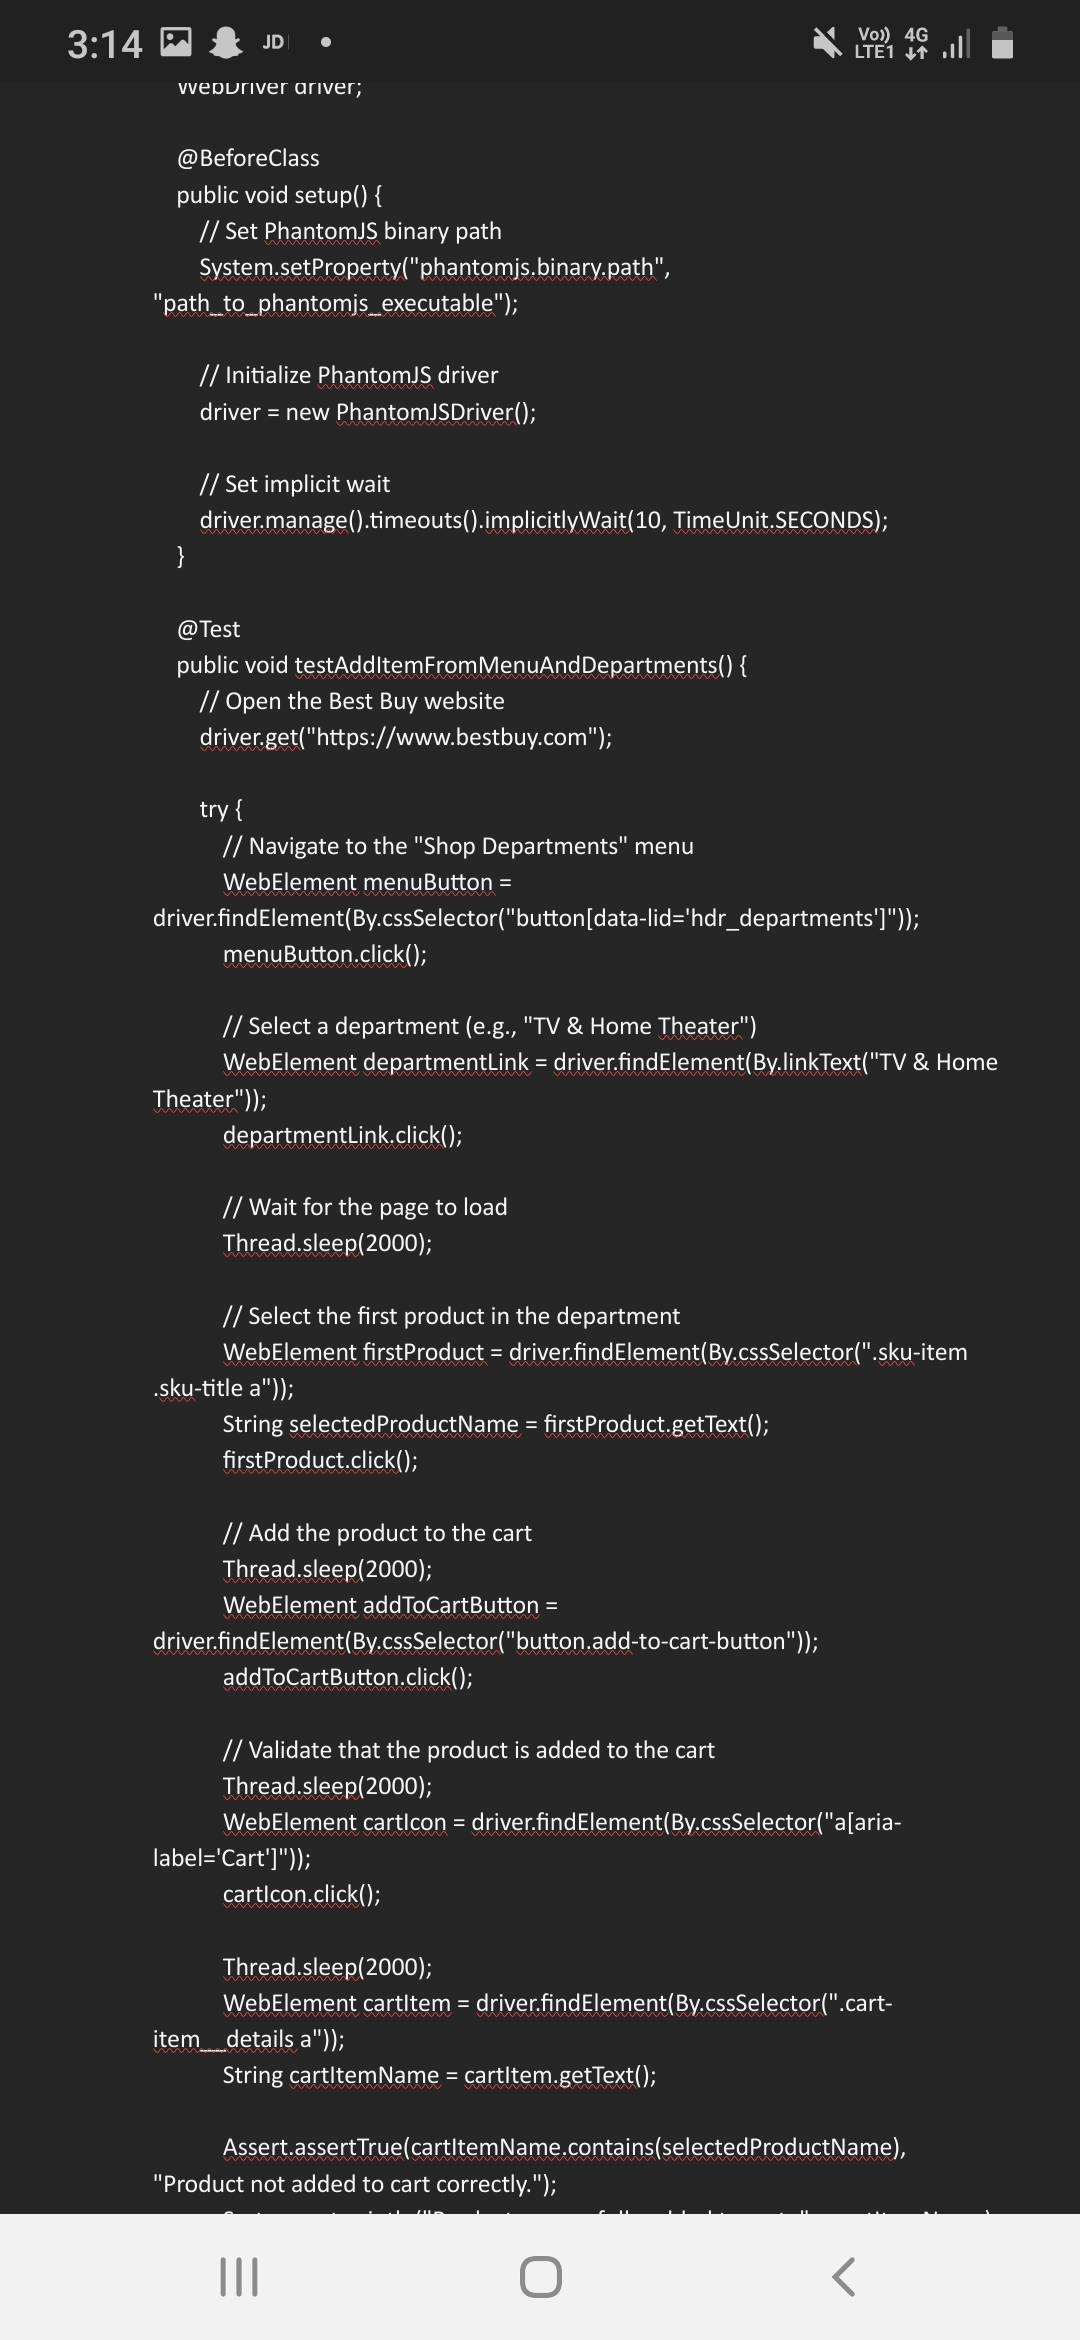 3:14 JD
Vo)) 4G
LTE1
WebDriver driver;
@BeforeClass
public void setup() {
// Set PhantomJS binary path
System.setProperty("phantomjs.binary.path",
"path_to_phantomjs_executable");
// Initialize PhantomJS driver
driver = new PhantomJSDriver();
// Set implicit wait
driver.manage().timeouts().implicitlyWait(10, TimeUnit.SECONDS);
}
@Test
public void testAddItemFromMenuAndDepartments() {
// Open the Best Buy website
driver.get("https://www.bestbuy.com");
try {
// Navigate to the "Shop Departments" menu
WebElement menuButton =
driver.findElement(By.cssSelector("button[data-lid='hdr_departments']"));
menuButton.click();
// Select a department (e.g., "TV & Home Theater")
WebElement departmentLink = driver.findElement(By.linkText("TV & Home
Theater"));
departmentLink.click();
// Wait for the page to load
Thread.sleep(2000);
// Select the first product in the department
WebElement firstProduct = driver.findElement(By.cssSelector(".sku-item
.sku-title a"));
String selectedProductName = firstProduct.getText();
firstProduct.click();
// Add the product to the cart
Thread.sleep(2000);
WebElement addToCartButton =
driver.findElement(By.cssSelector("button.add-to-cart-button"));
addToCartButton.click();
// Validate that the product is added to the cart
Thread.sleep(2000);
WebElement cartIcon = driver.findElement(By.cssSelector("a[aria-
label='Cart']"));
cartIcon.click();
Thread.sleep(2000);
WebElement cartItem = driver.findElement(By.cssSelector(".cart-
item__details a"));
String cartItemName = cartItem.getText();
Assert.assertTrue(cartItemName.contains(selectedProductName),
"Product not added to cart correctly.");